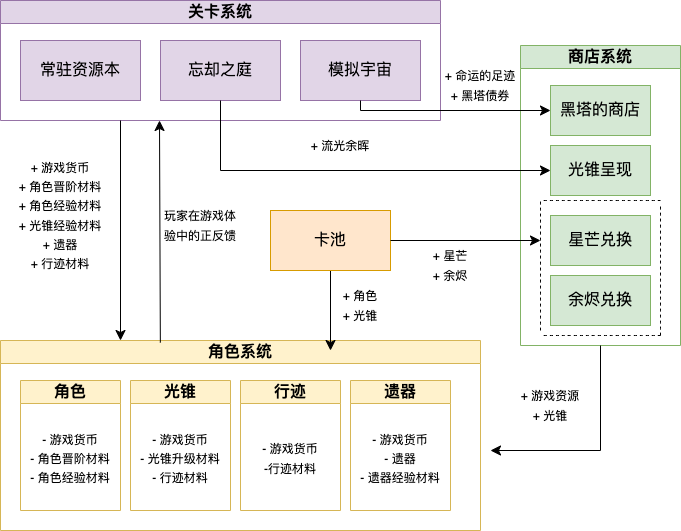 关卡系统
常驻资源本
忘却之庭
模拟宇宙
+ 命运的足迹
+ 黑塔债券
商店系统
黑塔的商店
光锥呈现
星芒兑换
余烬兑换
+ 流光余晖
+ 游戏货币
+ 角色晋阶材料
+ 角色经验材料
+ 光锥经验材料
+ 遗器
+ 行迹材料
玩家在游戏体
验中的正反馈
卡池
+ 星芒
+ 余烬
+ 角色
+ 光锥
+ 游戏资源
+ 光锥
角色系统
角色
- 游戏货币
- 角色晋阶材料
- 角色经验材料
光锥
- 游戏货币
- 光锥升级材料
- 行迹材料
行迹
- 游戏货币
-行迹材料
遗器
- 游戏货币
- 遗器
- 遗器经验材料